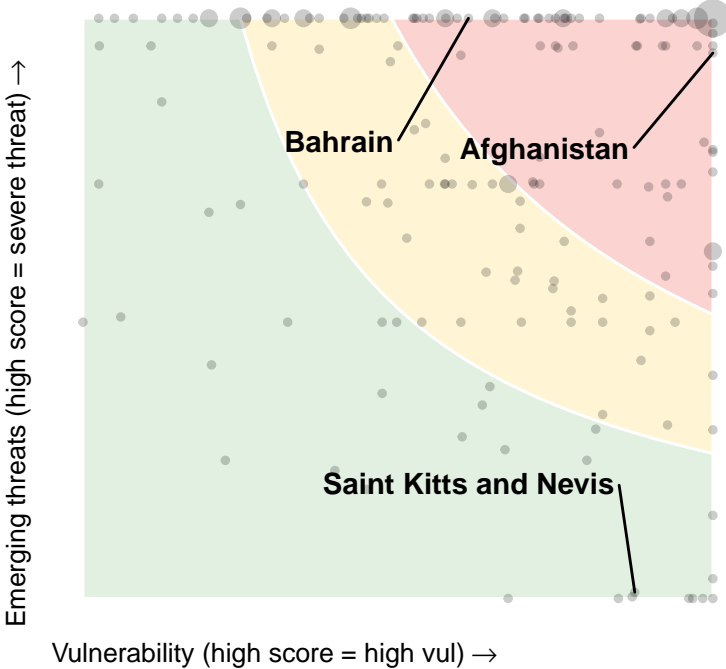 Emerging threats (high score = severe threat) →
Bahrain
Afghanistan
Saint Kitts and Nevis
Vulnerability (high score = high vul) →